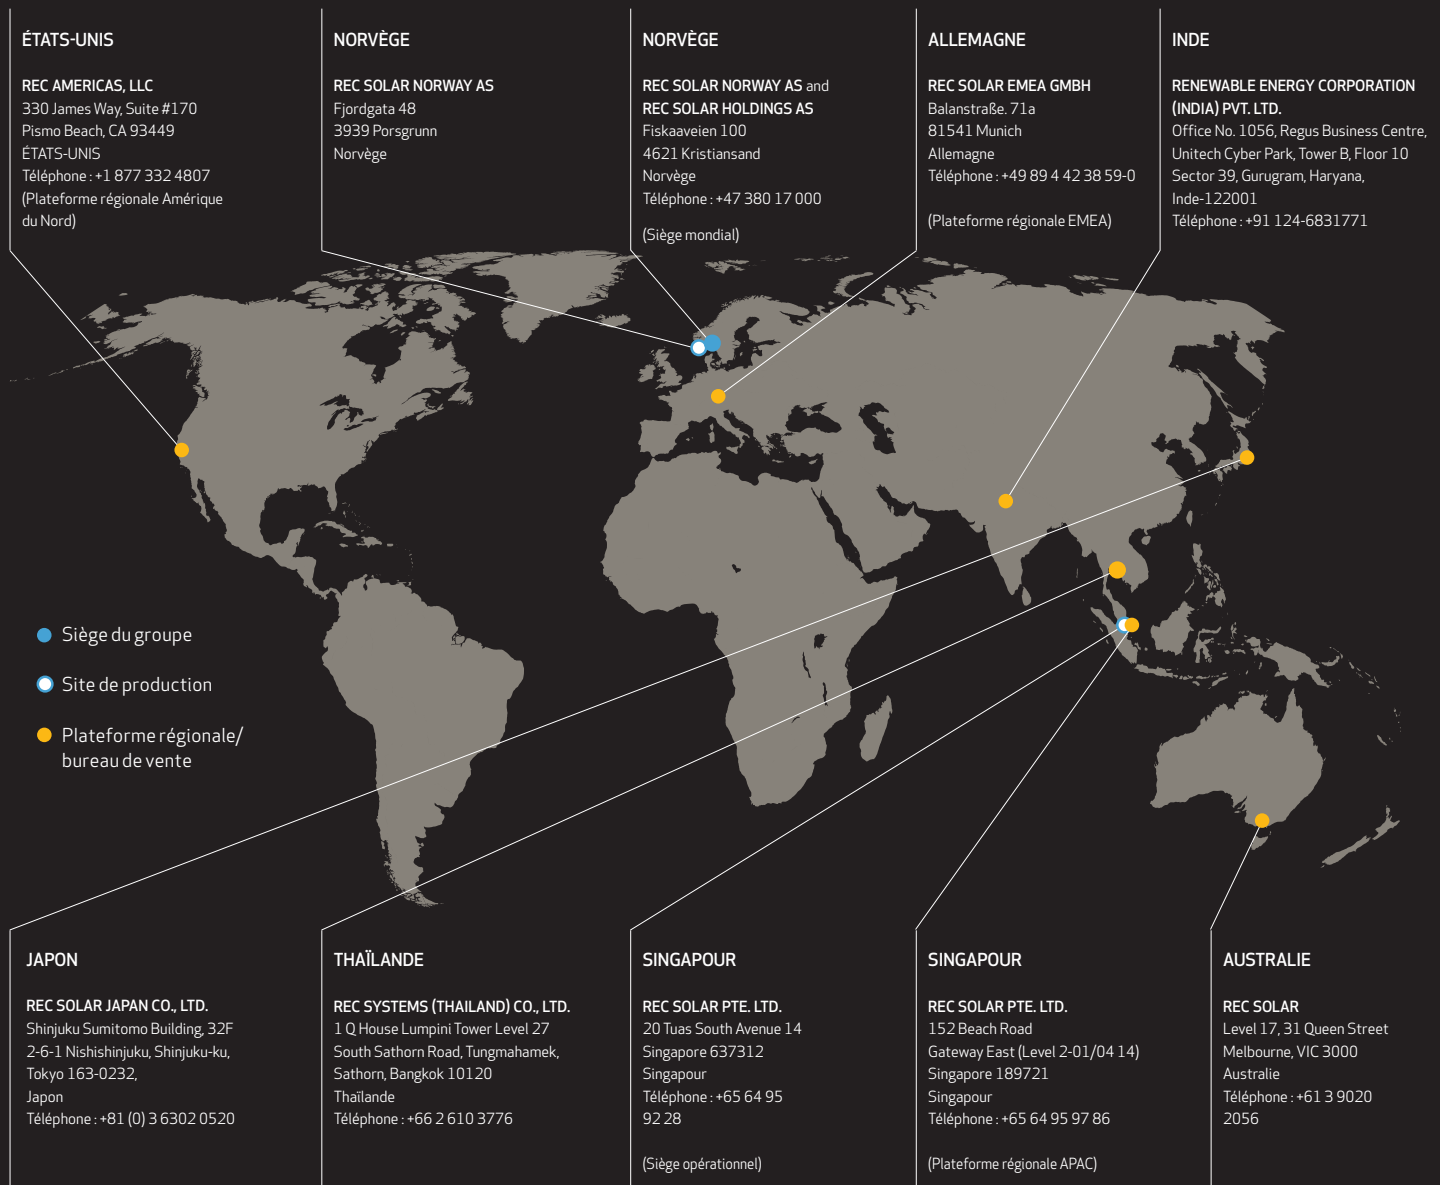 ÉTATS-UNIS
REC AMERICAS, LLC
330 James Way, Suite #170
Pismo Beach, CA 93449
ÉTATS-UNIS
Téléphone : +1 877 332 4807
(Plateforme régionale Amérique
du Nord)
NORVÈGE
REC SOLAR NORWAY AS
Fjordgata 48
3939 Porsgrunn
Norvège
NORVÈGE
REC SOLAR NORWAY AS and
REC SOLAR HOLDINGS AS
Fiskaaveien 100
4621 Kristiansand
Norvège
Téléphone : +47 380 17 000
(Siège mondial)
ALLEMAGNE
REC SOLAR EMEA GMBH
Balanstraße. 71a
81541 Munich
Allemagne
Téléphone : +49 89 4 42 38 59-0
(Plateforme régionale EMEA)
INDE
RENEWABLE ENERGY CORPORATION
(INDIA) PVT. LTD.
Office No. 1056, Regus Business Centre,
Unitech Cyber Park, Tower B, Floor 10
Sector 39, Gurugram, Haryana,
Inde-122001
Téléphone : +91 124-6831771
Siège du groupe
Site de production
Plateforme régionale/
bureau de vente
JAPON
REC SOLAR JAPAN CO., LTD.
Shinjuku Sumitomo Building, 32F
2-6-1 Nishishinjuku, Shinjuku-ku,
Tokyo 163-0232,
Japon
Téléphone : +81 (0) 3 6302 0520
THAÏLANDE
REC SYSTEMS (THAILAND) CO., LTD.
1 Q House Lumpini Tower Level 27
South Sathorn Road, Tungmahamek,
Sathorn, Bangkok 10120
Thaïlande
Téléphone : +66 2 610 3776
SINGAPOUR
REC SOLAR PTE. LTD.
20 Tuas South Avenue 14
Singapore 637312
Singapour
Téléphone : +65 64 95
92 28
(Siège opérationnel)
SINGAPOUR
REC SOLAR PTE. LTD.
152 Beach Road
Gateway East (Level 2-01/04 14)
Singapore 189721
Singapour
Téléphone : +65 64 95 97 86
(Plateforme régionale APAC)
AUSTRALIE
REC SOLAR
Level 17, 31 Queen Street
Melbourne, VIC 3000
Australie
Téléphone : +61 3 9020
2056